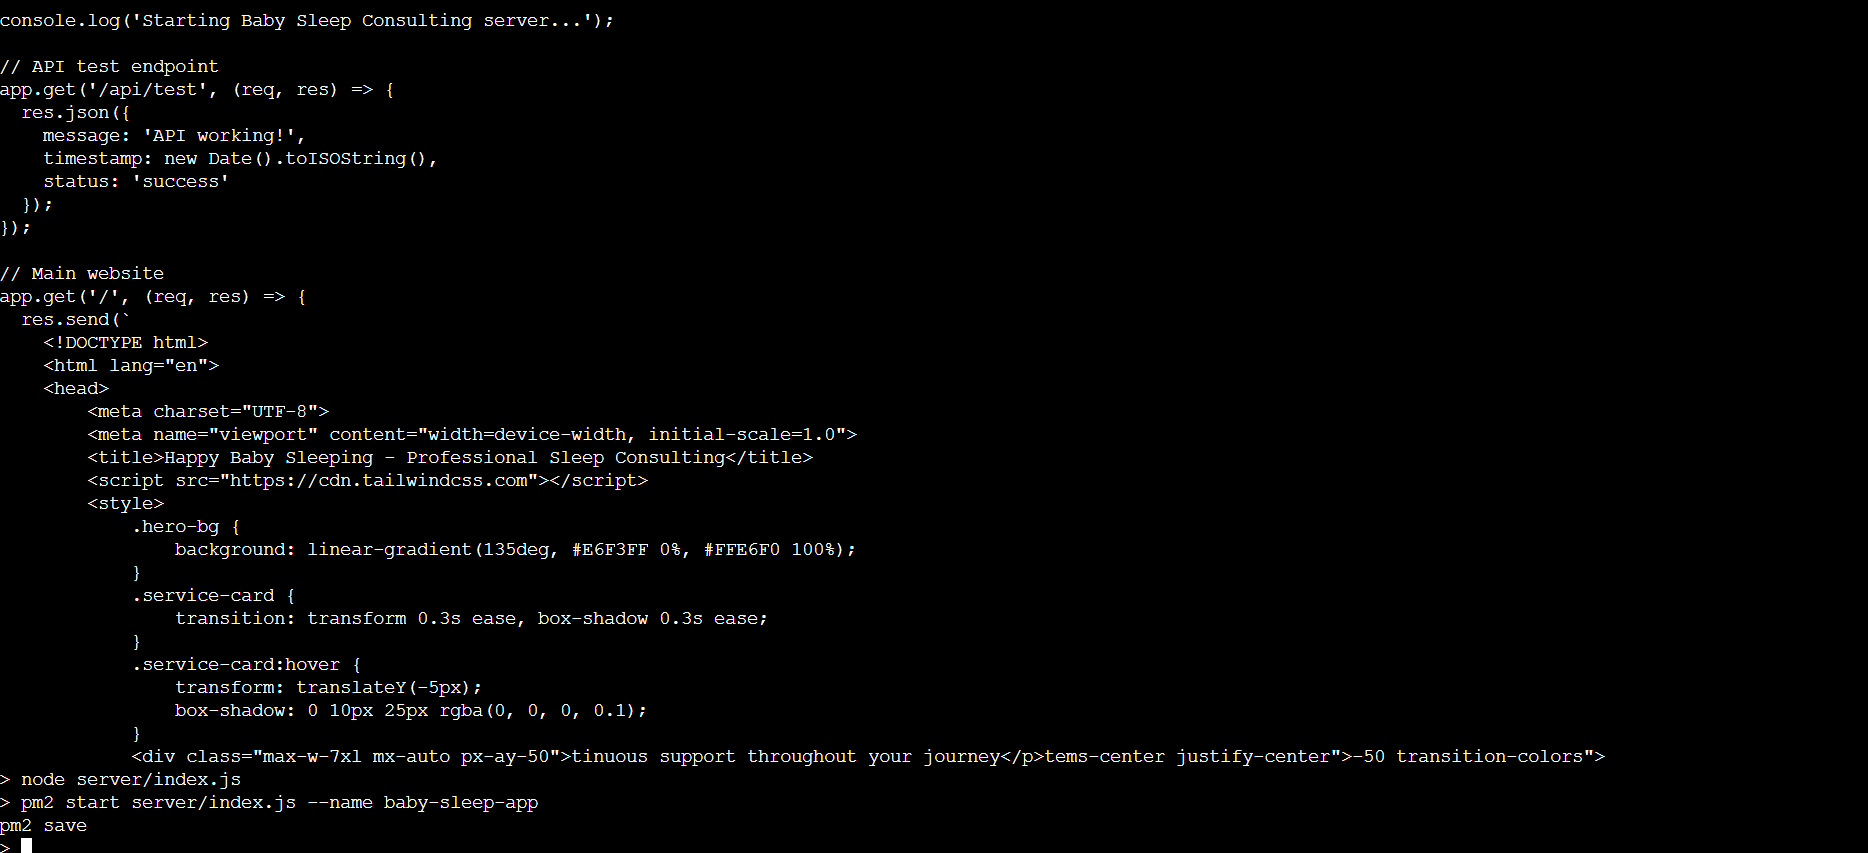 console.log('Starting Baby Sleep Consulting server...');
// API test endpoint
app.get('/api/test', (req, res) => {
  res.json({
    message: 'API working!',
    timestamp: new Date().toISOString(),
    status: 'success'
  });
});
// Main website
app.get('/', (req, res) => {
  res.send(`
    <!DOCTYPE html>
    <html lang="en">
    <head>
        <meta charset="UTF-8">
        <meta name="viewport" content="width=device-width, initial-scale=1.0">
        <title>Happy Baby Sleeping - Professional Sleep Consulting</title>
        <script src="https://cdn.tailwindcss.com"></script>
        <style>
            .hero-bg {
                background: linear-gradient(135deg, #E6F3FF 0%, #FFE6F0 100%);
            }
            .service-card {
                transition: transform 0.3s ease, box-shadow 0.3s ease;
            }
            .service-card:hover {
                transform: translateY(-5px);
                box-shadow: 0 10px 25px rgba(0, 0, 0, 0.1);
            }
            <div class="max-w-7xl mx-auto px-ay-50">tinuous support throughout your journey</p>tems-center justify-center">-50 transition-colors">
> node server/index.js
> pm2 start server/index.js --name baby-sleep-app
pm2 save
>